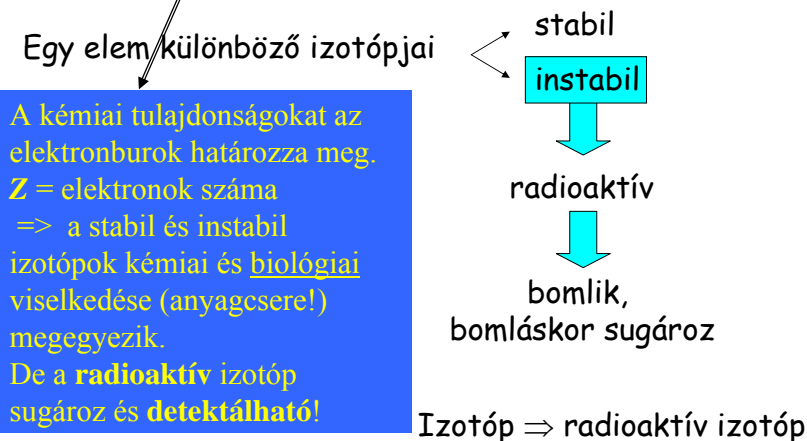 Egy elem különböző izotópjai
stabil
instabil
radioaktív
bomlik,
bomláskor sugároz
A kémiai tulajdonságokat az
elektronburok határozza meg.
Z = elektronok száma
=> a stabil és instabil
izotópok kémiai és biológiai
viselkedése (anyagcsere!)
megegyezik.
De a radioaktív izotóp
sugároz és detektálható!
Izotóp ⇒ radioaktív izotóp